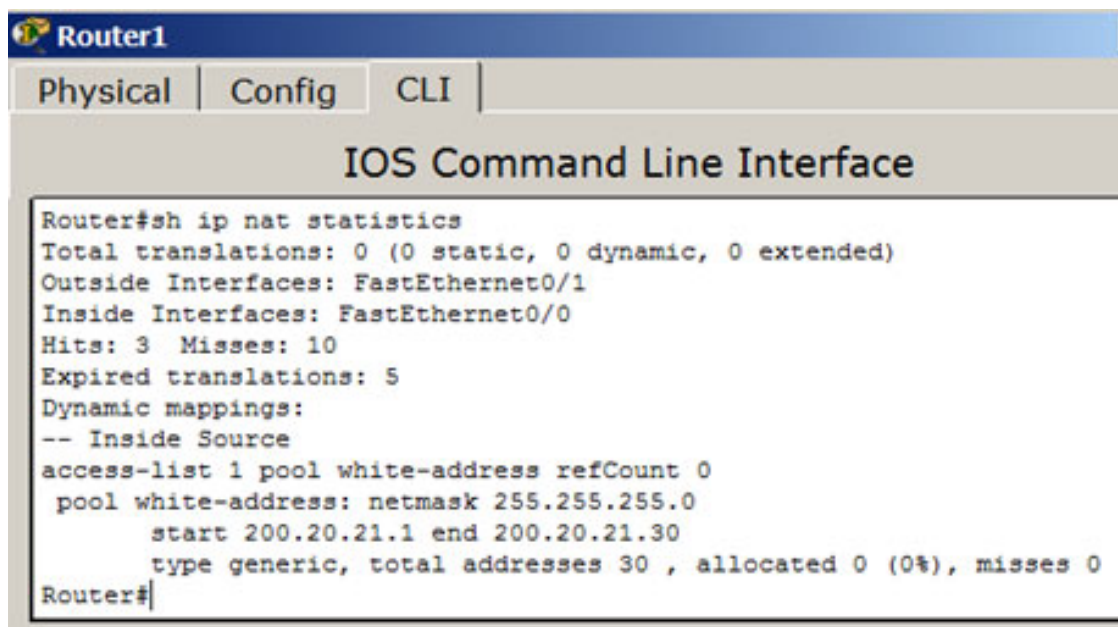 Router1
Physical Config CLI
IOS Command Line Interface
Router#sh ip nat statistics
Total translations: 0 (0 static, 0 dynamic, 0 extended)
Outside Interfaces: FastEthernet0/1
Inside Interfaces: FastEthernet0/0
Hits: 3  Misses: 10
Expired translations: 5
Dynamic mappings:
-- Inside Source
access-list 1 pool white-address refCount 0
 pool white-address: netmask 255.255.255.0
       start 200.20.21.1 end 200.20.21.30
       type generic, total addresses 30 , allocated 0 (0%), misses 0
Router#